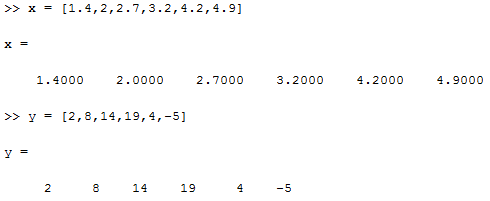 >> x = [1.4,2,2.7,3.2,4.2,4.9]
x =
1.4000 2.0000 2.7000 3.2000 4.2000 4.9000
>> y = [2,8,14,19,4,-5]
y =
2 8 14 19 4 -5